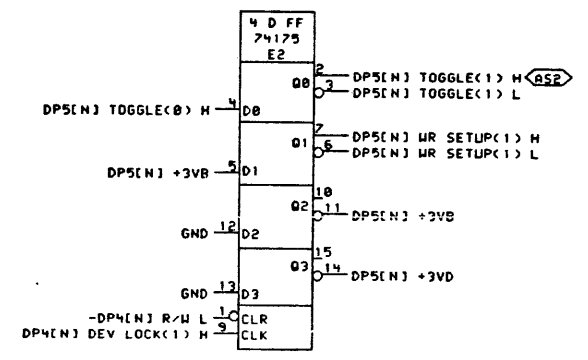 4 D FF
74175
E2
2
Q0
DP5[N] TOGGLE(1) H
AS2
3
DP5[N] TOGGLE(1) L
DP5[N] TOGGLE(0) H
4
D0
7
Q1
DP5[N] WR SETUP(1) H
6
DP5[N] WR SETUP(1) L
DP5[N] +3VB
5
D1
10
Q2
11
DP5[N] +3VB
GND
12
D2
15
Q3
14
DP5[N] +3VD
GND
13
D3
-DP4[N] R/W L
1
CLR
DP4[N] DEV LOCK(1) H
9
CLK